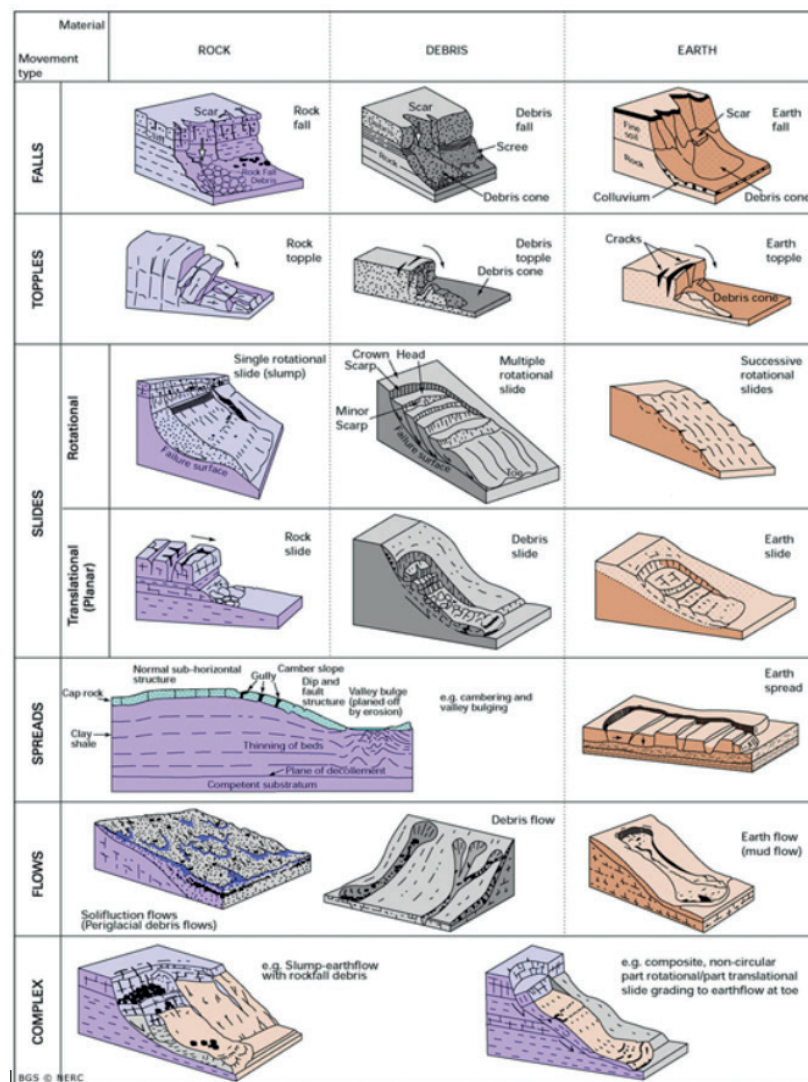 Material
Movement
type
ROCK
DEBRIS
EARTH
FALLS
Scar
Rock
fall
Cliff
Rock Fall
Debris
Scar
Debris
fall
Scree
Rock
Debris cone
Fine
soil
Rock
Scar
Earth
fall
Colluvium
Debris cone
TOPPLES
Rock
topple
Debris
topple
Debris cone
Cracks
Earth
topple
Debris cone
SLIDES
Rotational
Single rotational
slide (slump)
Failure surface
Crown
Scarp
Head
Minor
Scarp
Multiple
rotational
slide
Failure surface
Toe
Successive
rotational
slides
Translational
(Planar)
Rock
slide
Debris
slide
Earth
slide
SPREADS
Normal sub-horizontal
structure
Cap rock
Clay
shale
Gully
Camber slope
Dip and
fault
structure
Valley bulge
(planed off
by erosion)
Thinning of beds
Plane of decollement
Competent substratum
e.g. cambering and
valley bulging
Earth
spread
FLOWS
Solifluction flows
(Periglacial debris flows)
Debris flow
Earth flow
(mud flow)
COMPLEX
e.g. Slump-earthflow
with rockfall debris
e.g. composite, non-circular
part rotational/part translational
slide grading to earthflow at toe
BGS © NERC